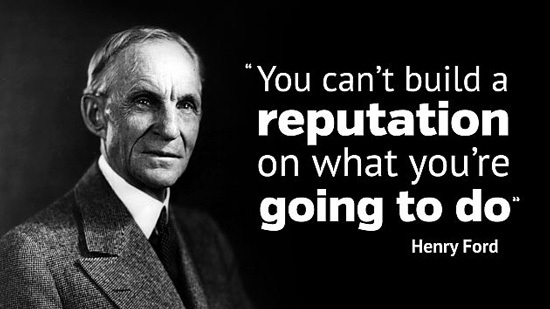 “You can’t build a
reputation
on what you’re
going to do”
Henry Ford